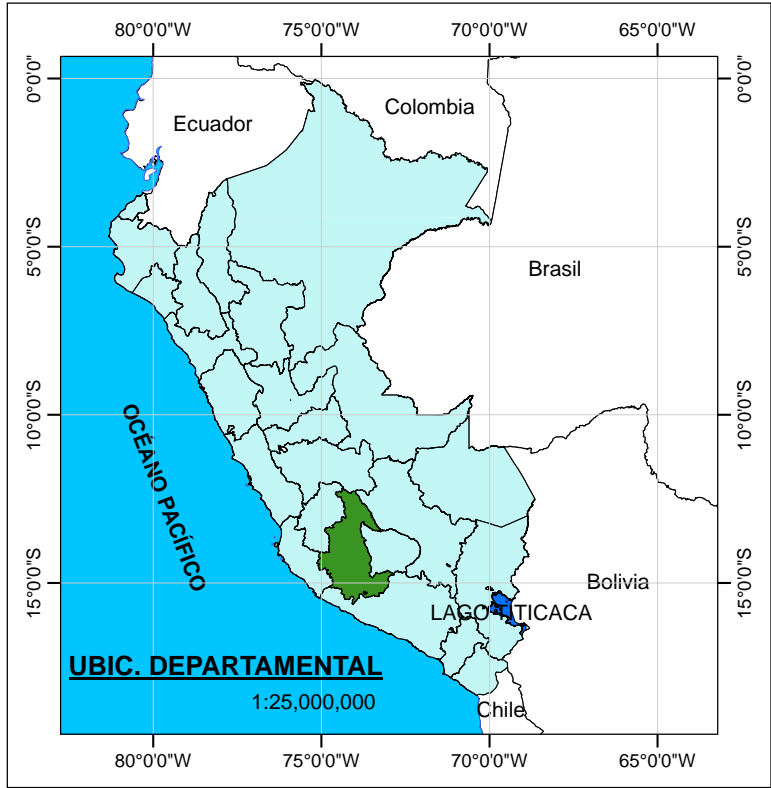 80°0'0"W 75°0'0"W 70°0'0"W 65°0'0"W
0°0'0"
0°0'0"
Colombia
Ecuador
5°0'0"S
5°0'0"S
Brasil
10°0'0"S
10°0'0"S
OCÉANO PACÍFICO
15°0'0"S
15°0'0"S
Bolivia
LAGO TITICACA
UBIC. DEPARTAMENTAL
1:25,000,000
Chile
80°0'0"W 75°0'0"W 70°0'0"W 65°0'0"W